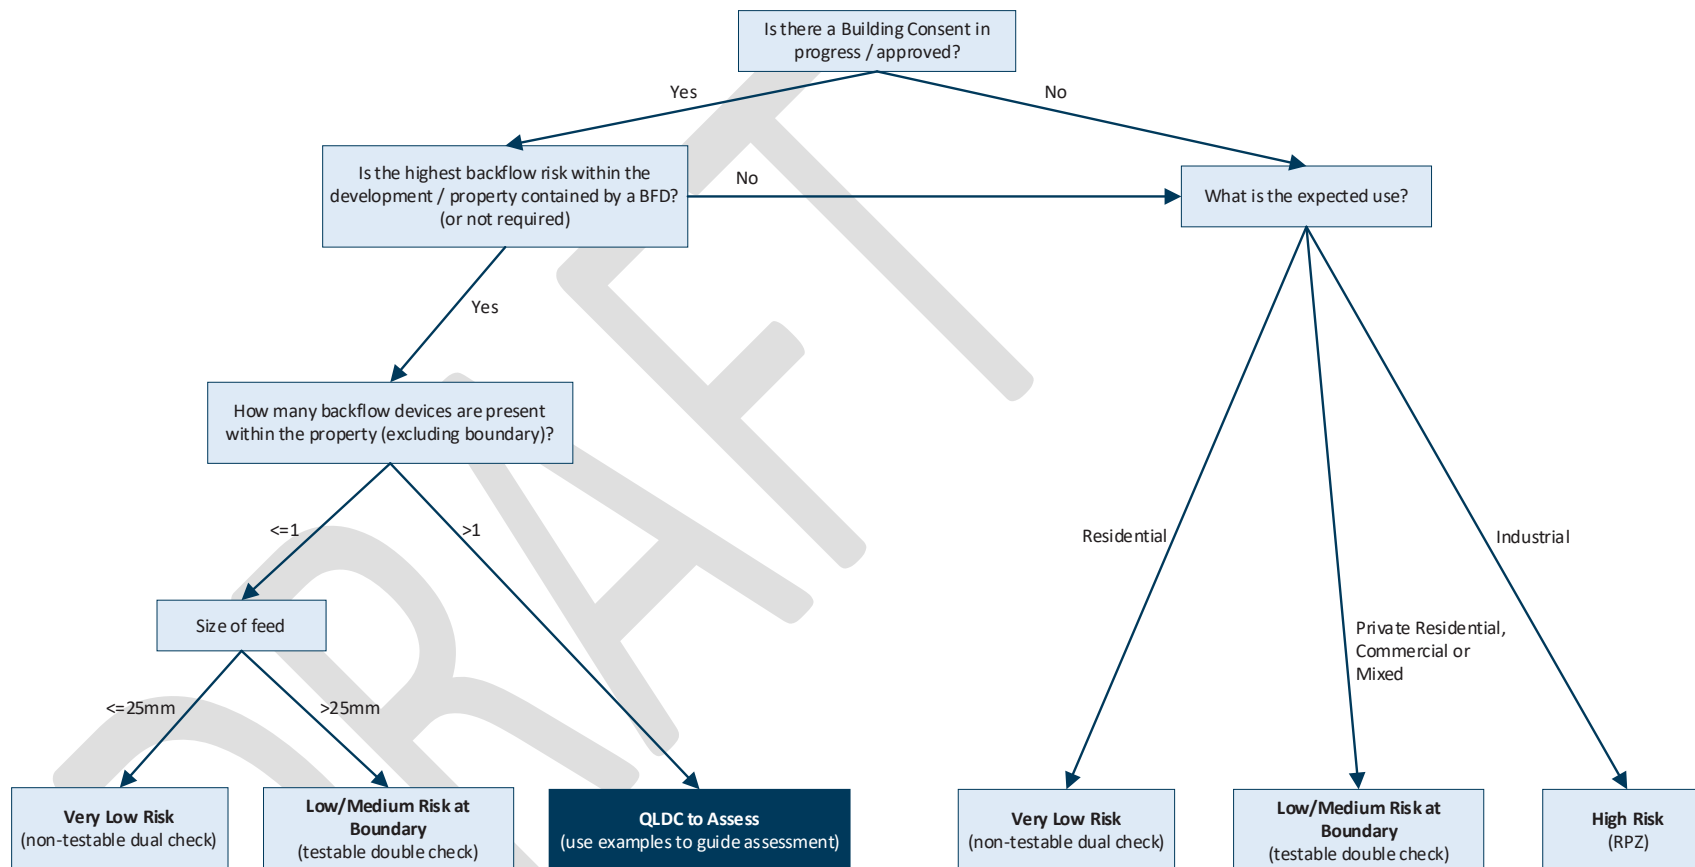 Is there a Building Consent in
progress / approved?
Yes
No
Is the highest backflow risk within the
development / property contained by a BFD?
(or not required)
No
What is the expected use?
Yes
How many backflow devices are present
within the property (excluding boundary)?
<=1
>1
Residential
Industrial
Size of feed
Private Residential,
Commercial or
Mixed
<=25mm
>25mm
Very Low Risk
(non-testable dual check)
Low/Medium Risk at
Boundary
(testable double check)
QLDC to Assess
(use examples to guide assessment)
Very Low Risk
(non-testable dual check)
Low/Medium Risk at
Boundary
(testable double check)
High Risk
(RPZ)
DRAFT